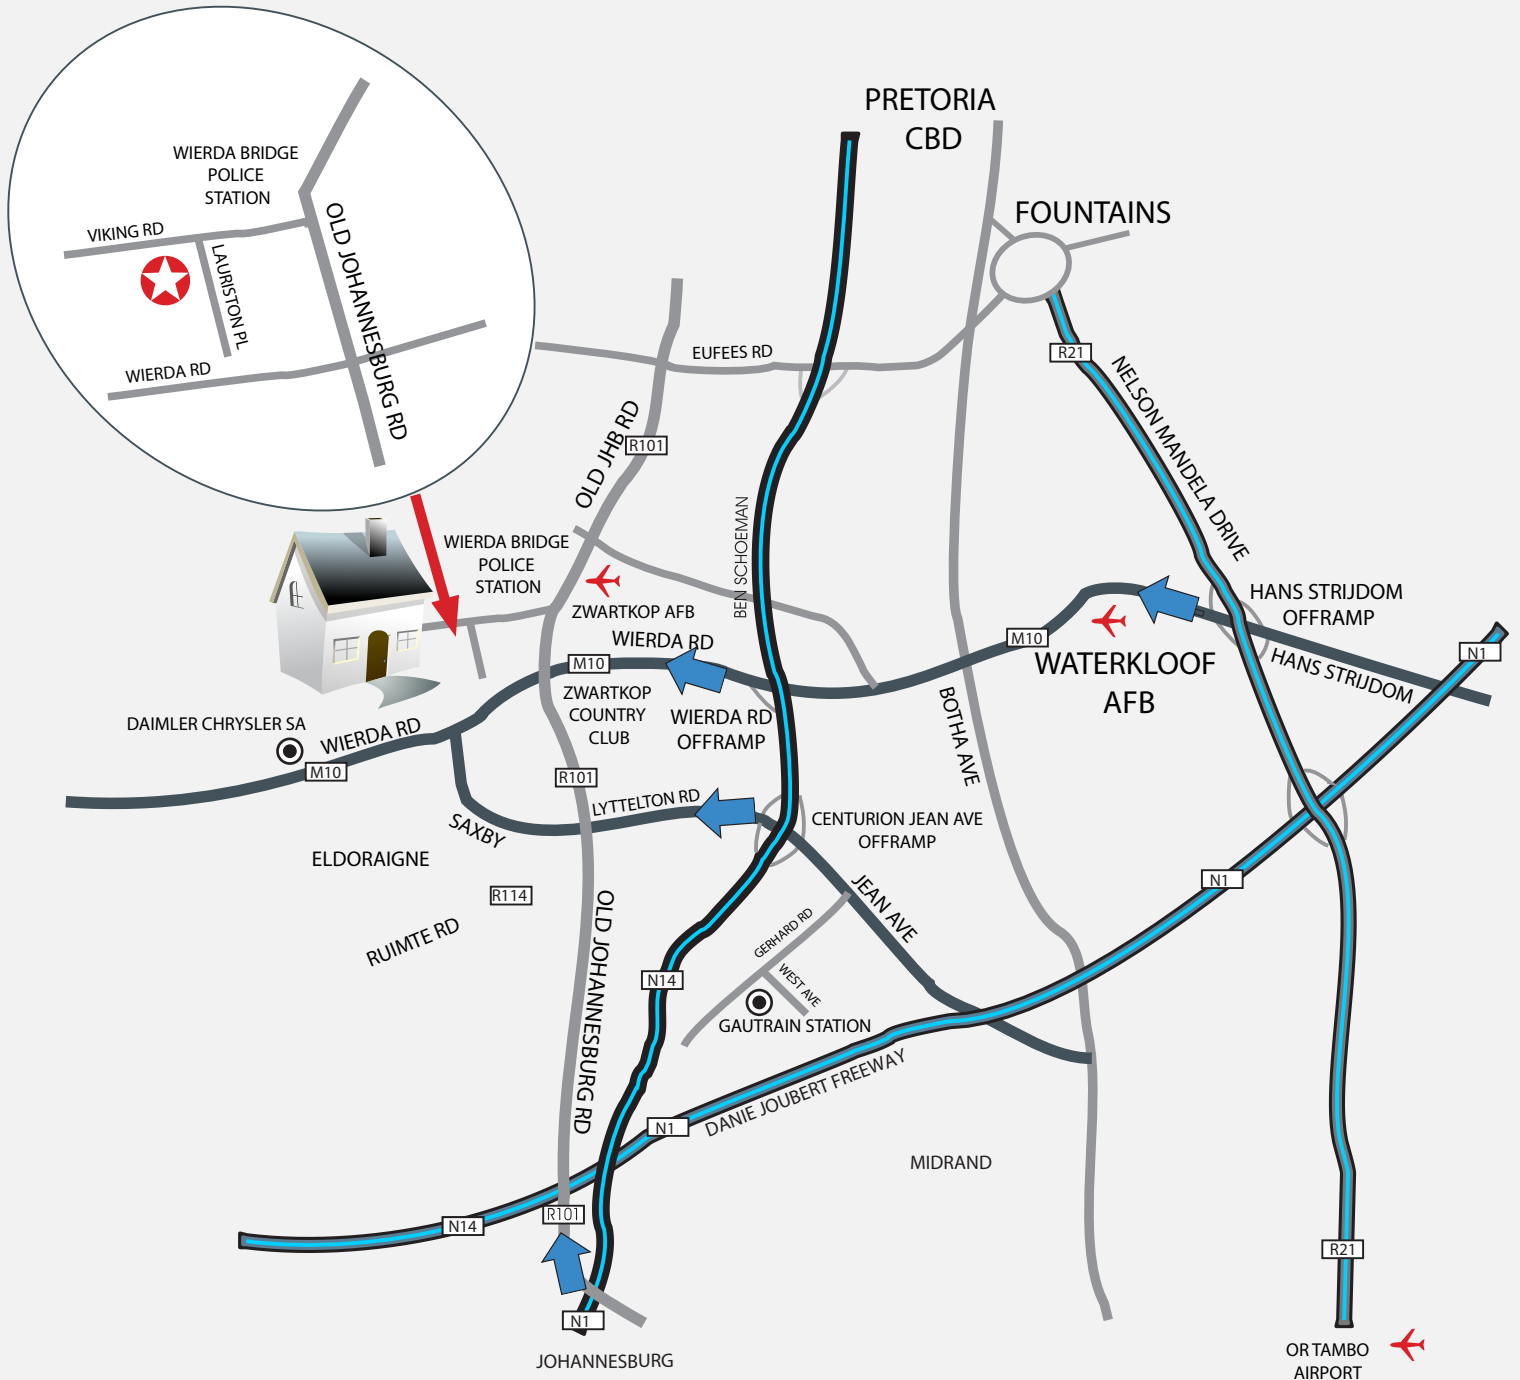 PRETORIA
CBD
WIERDA BRIDGE
POLICE
STATION
VIKING RD
LAURISTON PL
OLD JOHANNESBURG RD
WIERDA RD
FOUNTAINS
EUFEES RD
R21
NELSON MANDELA DRIVE
OLD JHB RD
R101
BEN SCHOEMAN
WIERDA BRIDGE
POLICE
STATION
ZWARTKOP AFB
WIERDA RD
M10
HANS STRIJDOM
OFFRAMP
M10
WATERKLOOF
AFB
HANS STRIJDOM
N1
ZWARTKOP
COUNTRY
CLUB
WIERDA RD
OFFRAMP
BOTHA AVE
DAIMLER CHRYSLER SA
WIERDA RD
M10
R101
LYTTELTON RD
SAXBY
CENTURION JEAN AVE
OFFRAMP
ELDORAIGNE
R114
RUIMTE RD
OLD JOHANNESBURG RD
JEAN AVE
N1
GERHARD RD
WEST AVE
N14
GAUTRAIN STATION
DANIE JOUBERT FREEWAY
N1
MIDRAND
R101
N14
R21
N1
JOHANNESBURG
OR TAMBO
AIRPORT